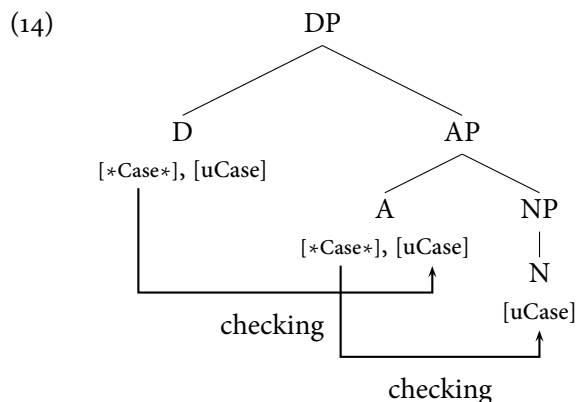 (14)
DP
D AP
[∗Case∗], [uCase]
A NP
[∗Case∗], [uCase]
N
[uCase]
checking
checking